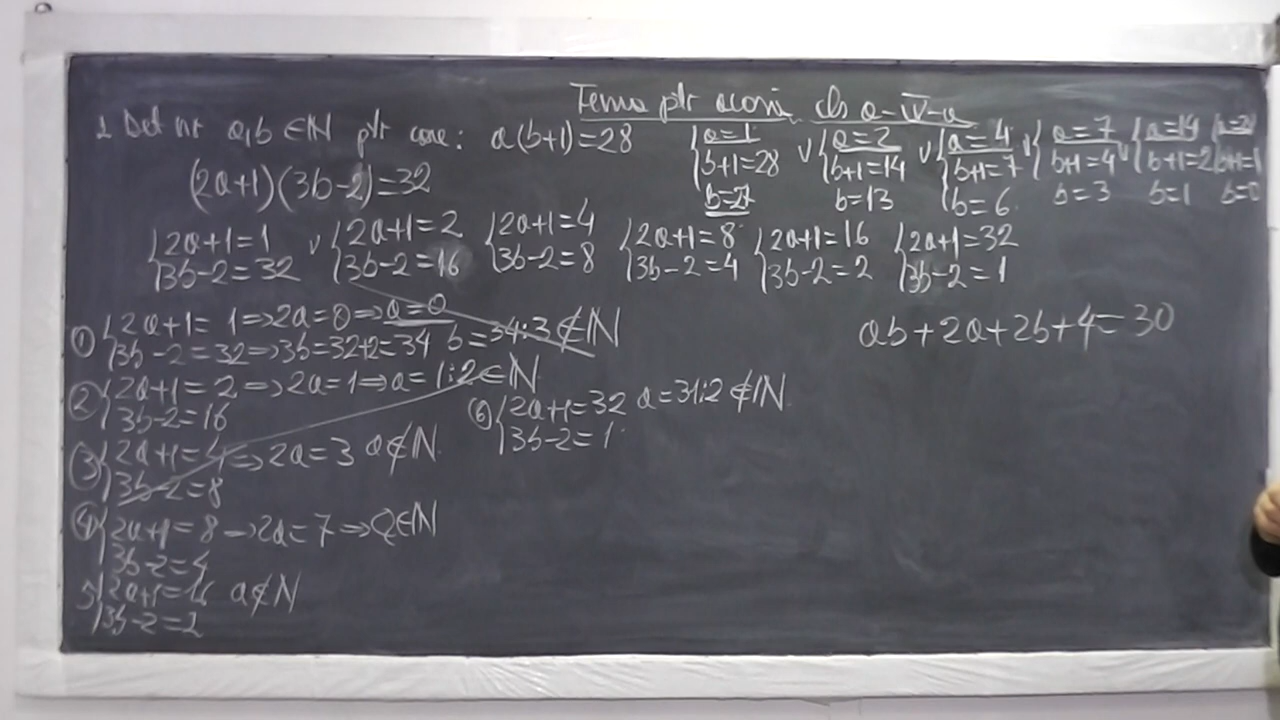 Tema ptr acasă cls a-IV-a
1 Det nr a,b ∈ ℕ ptr care: a(b+1)=28
{a=1 b+1=28 b=27 v {a=2 b+1=14 b=13 v {a=4 b+1=7 b=6 v {a=7 b+1=4 b=3 v {a=14 b+1=2 b=1 b+1=1
(2a+1)(3b-2)=32
{2a+1=1 v {2a+1=2 {2a+1=4 {2a+1=8 {2a+1=16 {2a+1=32
3b-2=32 3b-2=16 3b-2=8 3b-2=4 3b-2=2 3b-2=1
① {2a+1=1⇒2a=0⇒a=0
3b-2=32⇒3b=32+2=34 b=34:3∉ℕ
② {2a+1=2⇒2a=1⇒a=1:2∉ℕ
3b-2=16
③ {2a+1=4⇒2a=3 a∉ℕ
3b-2=8
④ {2a+1=8→2a=7⇒a∉ℕ
3b-2=4
5 {2a+1=16 a∉ℕ
3b-2=2
⑥ {2a+1=32 a=31:2∉ℕ
3b-2=1
ab+2a+2b+4=30